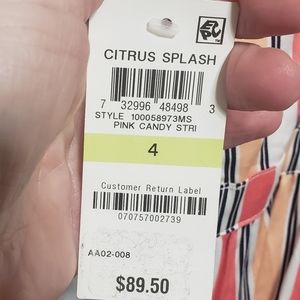 EPC
CITRUS SPLASH
7 32996 48498 3
STYLE 100058973MS
PINK CANDY STRI
4
Customer Return Label
070757002739
AA02-008
$89.50